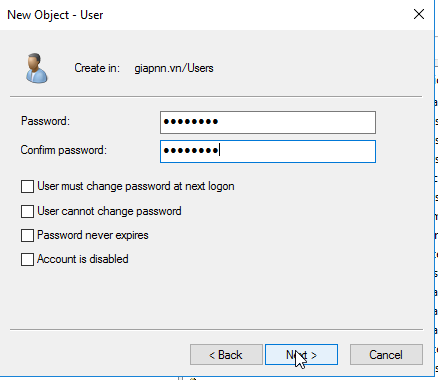 New Object - User
Create in: giapnn.vn/Users
Password: ●●●●●●●●
Confirm password: ●●●●●●●●
User must change password at next logon
User cannot change password
Password never expires
Account is disabled
< Back Next > Cancel